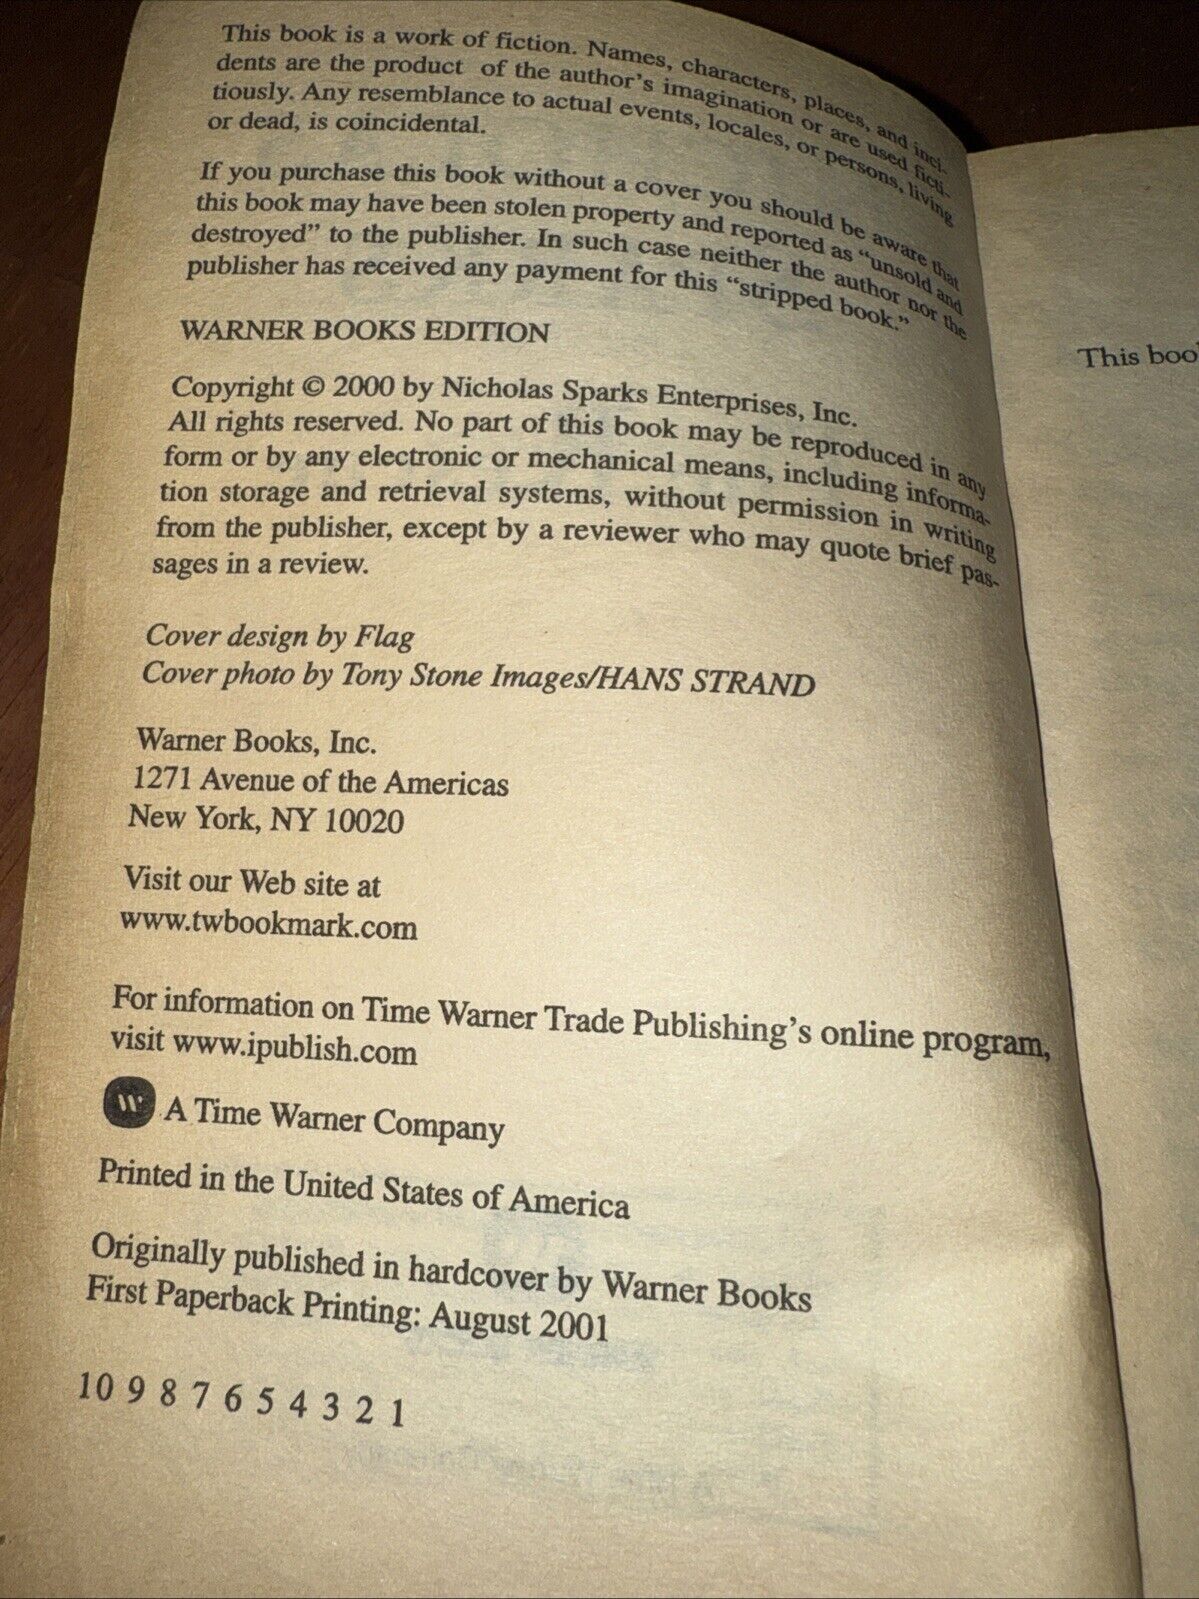 This book is a work of fiction. Names, characters, places, and inci-
dents are the product of the author's imagination or are used ficti-
tiously. Any resemblance to actual events, locales, or persons, living
or dead, is coincidental.
If you purchase this book without a cover you should be aware that
this book may have been stolen property and reported as “unsold and
destroyed” to the publisher. In such case neither the author nor the
publisher has received any payment for this “stripped book.”
WARNER BOOKS EDITION
Copyright © 2000 by Nicholas Sparks Enterprises, Inc.
All rights reserved. No part of this book may be reproduced in any
form or by any electronic or mechanical means, including informa-
tion storage and retrieval systems, without permission in writing
from the publisher, except by a reviewer who may quote brief pas-
sages in a review.
Cover design by Flag
Cover photo by Tony Stone Images/HANS STRAND
Warner Books, Inc.
1271 Avenue of the Americas
New York, NY 10020
Visit our Web site at
www.twbookmark.com
For information on Time Warner Trade Publishing's online program,
visit www.ipublish.com
W A Time Warner Company
Printed in the United States of America
Originally published in hardcover by Warner Books
First Paperback Printing: August 2001
10 9 8 7 6 5 4 3 2 1
This boo